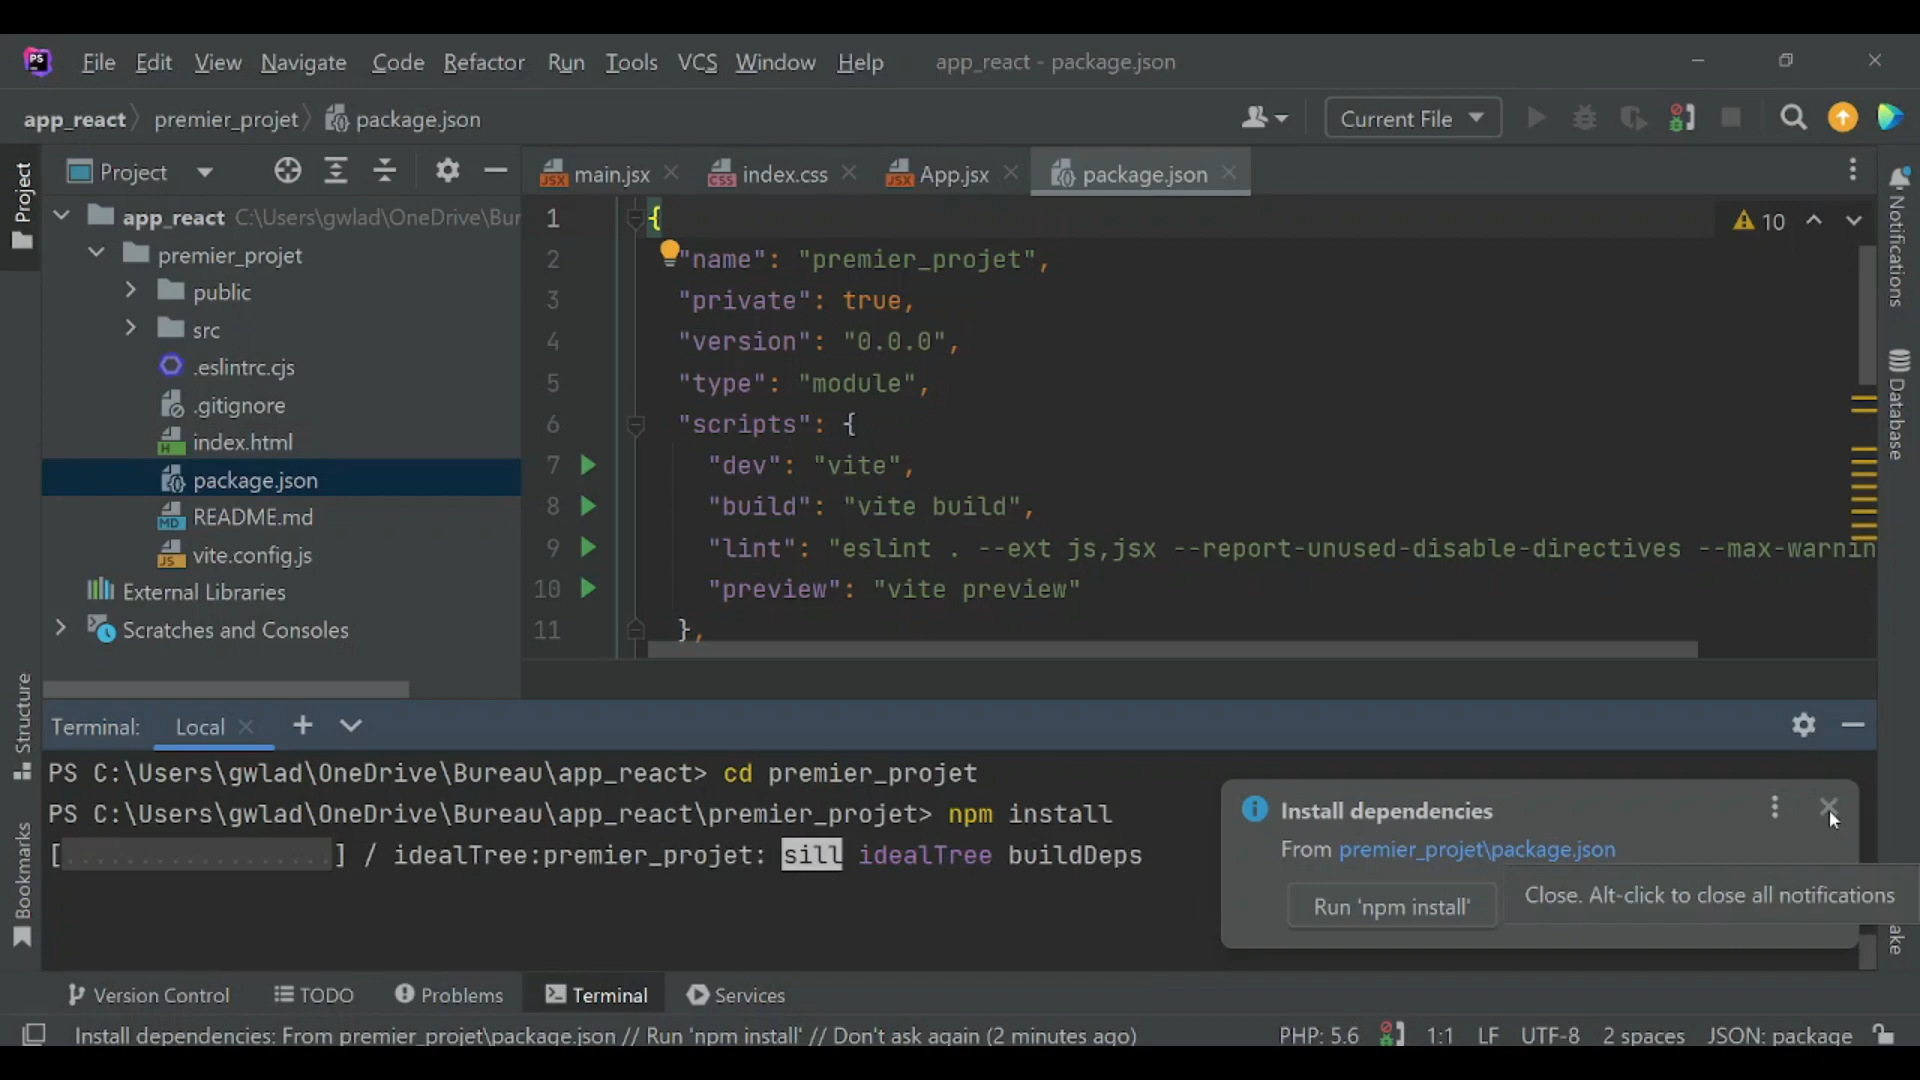 PS File Edit View Navigate Code Refactor Run Tools VCS Window Help app_react - package.json
app_react premier_projet package.json Current File
Project
Project
main.jsx index.css App.jsx package.json
app_react C:\Users\gwlad\OneDrive\Bur
premier_projet
public
src
.eslintrc.cjs
.gitignore
index.html
package.json
README.md
vite.config.js
External Libraries
Scratches and Consoles
10
1 {
2 "name": "premier_projet",
3 "private": true,
4 "version": "0.0.0",
5 "type": "module",
6 "scripts": {
7 "dev": "vite",
8 "build": "vite build",
9 "lint": "eslint . --ext js,jsx --report-unused-disable-directives --max-warnin
10 "preview": "vite preview"
11 },
Notifications
Database
Structure
Bookmarks
Terminal: Local
PS C:\Users\gwlad\OneDrive\Bureau\app_react> cd premier_projet
PS C:\Users\gwlad\OneDrive\Bureau\app_react\premier_projet> npm install
[..................] / idealTree:premier_projet: sill idealTree buildDeps
Install dependencies
From premier_projet\package.json
Run 'npm install'
Close. Alt-click to close all notifications
ake
Version Control TODO Problems Terminal Services
Install dependencies: From premier_projet\package.json // Run 'npm install' // Don't ask again (2 minutes ago) PHP: 5.6 1:1 LF UTF-8 2 spaces JSON: package